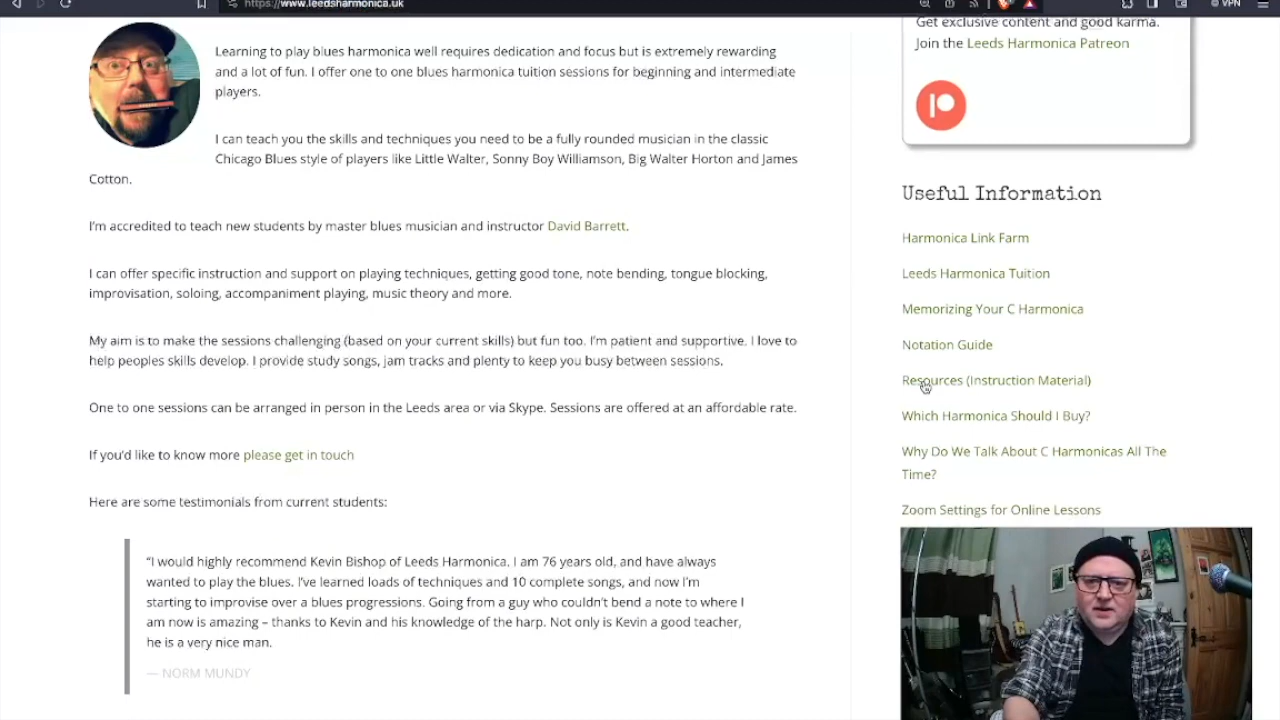 https://www.leedsharmonica.uk
VPN
Learning to play blues harmonica well requires dedication and focus but is extremely rewarding
and a lot of fun. I offer one to one blues harmonica tuition sessions for beginning and intermediate
players.
I can teach you the skills and techniques you need to be a fully rounded musician in the classic
Chicago Blues style of players like Little Walter, Sonny Boy Williamson, Big Walter Horton and James
Cotton.
I'm accredited to teach new students by master blues musician and instructor David Barrett.
I can offer specific instruction and support on playing techniques, getting good tone, note bending, tongue blocking,
improvisation, soloing, accompaniment playing, music theory and more.
My aim is to make the sessions challenging (based on your current skills) but fun too. I'm patient and supportive. I love to
help peoples skills develop. I provide study songs, jam tracks and plenty to keep you busy between sessions.
One to one sessions can be arranged in person in the Leeds area or via Skype. Sessions are offered at an affordable rate.
If you'd like to know more please get in touch
Here are some testimonials from current students:
"I would highly recommend Kevin Bishop of Leeds Harmonica. I am 76 years old, and have always
wanted to play the blues. I've learned loads of techniques and 10 complete songs, and now I'm
starting to improvise over a blues progressions. Going from a guy who couldn't bend a note to where I
am now is amazing – thanks to Kevin and his knowledge of the harp. Not only is Kevin a good teacher,
he is a very nice man.
— NORM MUNDY
Get exclusive content and good karma.
Join the Leeds Harmonica Patreon
Useful Information
Harmonica Link Farm
Leeds Harmonica Tuition
Memorizing Your C Harmonica
Notation Guide
Resources (Instruction Material)
Which Harmonica Should I Buy?
Why Do We Talk About C Harmonicas All The
Time?
Zoom Settings for Online Lessons